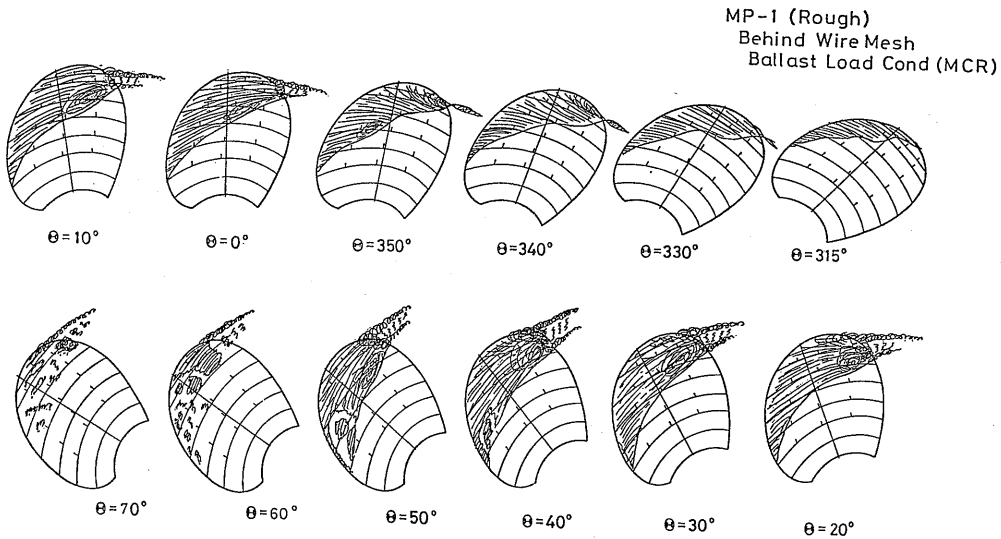 MP-1 (Rough)
Behind Wire Mesh
Ballast Load Cond (MCR)
Θ=10° Θ=0° Θ=350° Θ=340° Θ=330° Θ=315°
Θ=70° Θ=60° Θ=50° Θ=40° Θ=30° Θ=20°